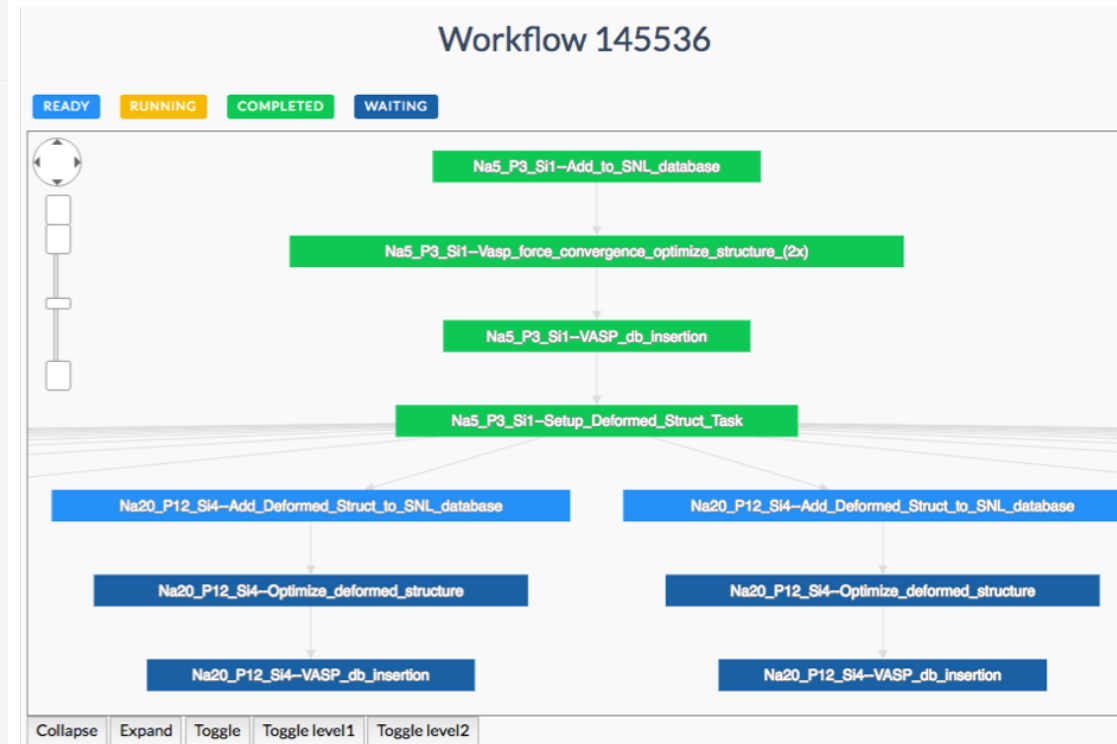 Workflow 145536
READY RUNNING COMPLETED WAITING
Na5_P3_Si1--Add_to_SNL_database
Na5_P3_Si1--Vasp_force_convergence_optimize_structure_(2x)
Na5_P3_Si1--VASP_db_insertion
Na5_P3_Si1--Setup_Deformed_Struct_Task
Na20_P12_Si4--Add_Deformed_Struct_to_SNL_database Na20_P12_Si4--Add_Deformed_Struct_to_SNL_database
Na20_P12_Si4--Optimize_deformed_structure Na20_P12_Si4--Optimize_deformed_structure
Na20_P12_Si4--VASP_db_insertion Na20_P12_Si4--VASP_db_insertion
Collapse Expand Toggle Toggle level1 Toggle level2